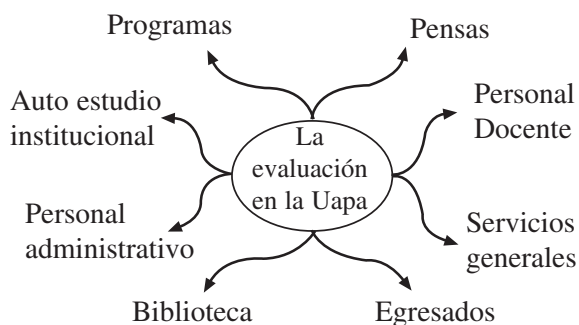 Programas
Pensas
Auto estudio
institucional
Personal
Docente
La
evaluación
en la Uapa
Personal
administrativo
Servicios
generales
Biblioteca
Egresados